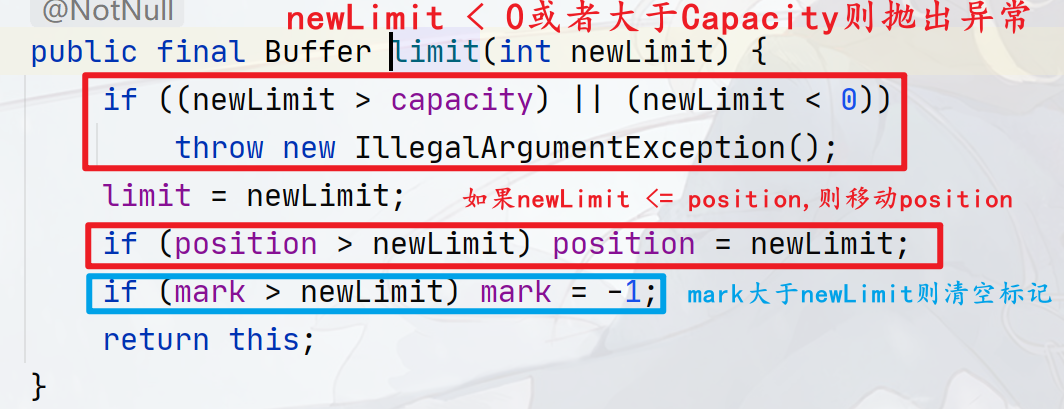 @NotNull
newLimit < 0或者大于Capacity则抛出异常
public final Buffer limit(int newLimit) {
if ((newLimit > capacity) || (newLimit < 0))
throw new IllegalArgumentException();
limit = newLimit;
如果newLimit <= position,则移动position
if (position > newLimit) position = newLimit;
if (mark > newLimit) mark = -1;
mark大于newLimit则清空标记
return this;
}